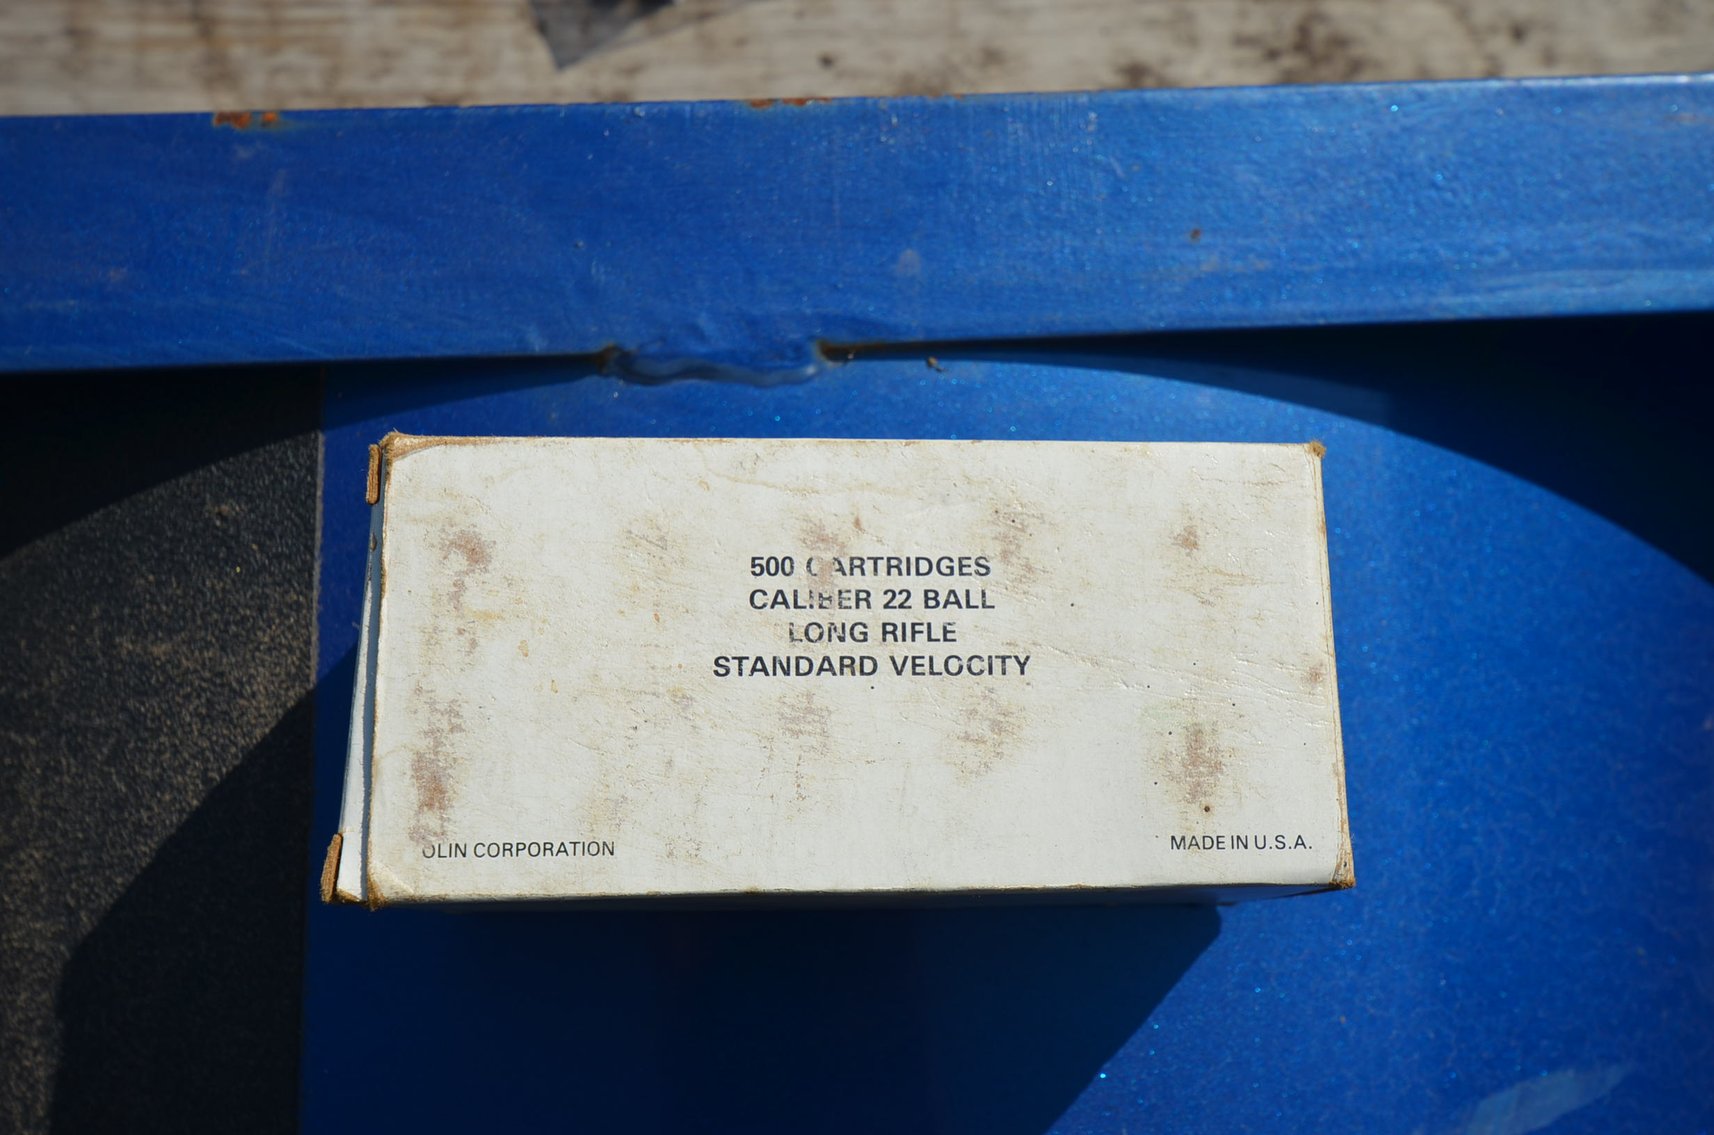 500 CARTRIDGES
CALIBER 22 BALL
LONG RIFLE
STANDARD VELOCITY
OLIN CORPORATION
MADE IN U.S.A.